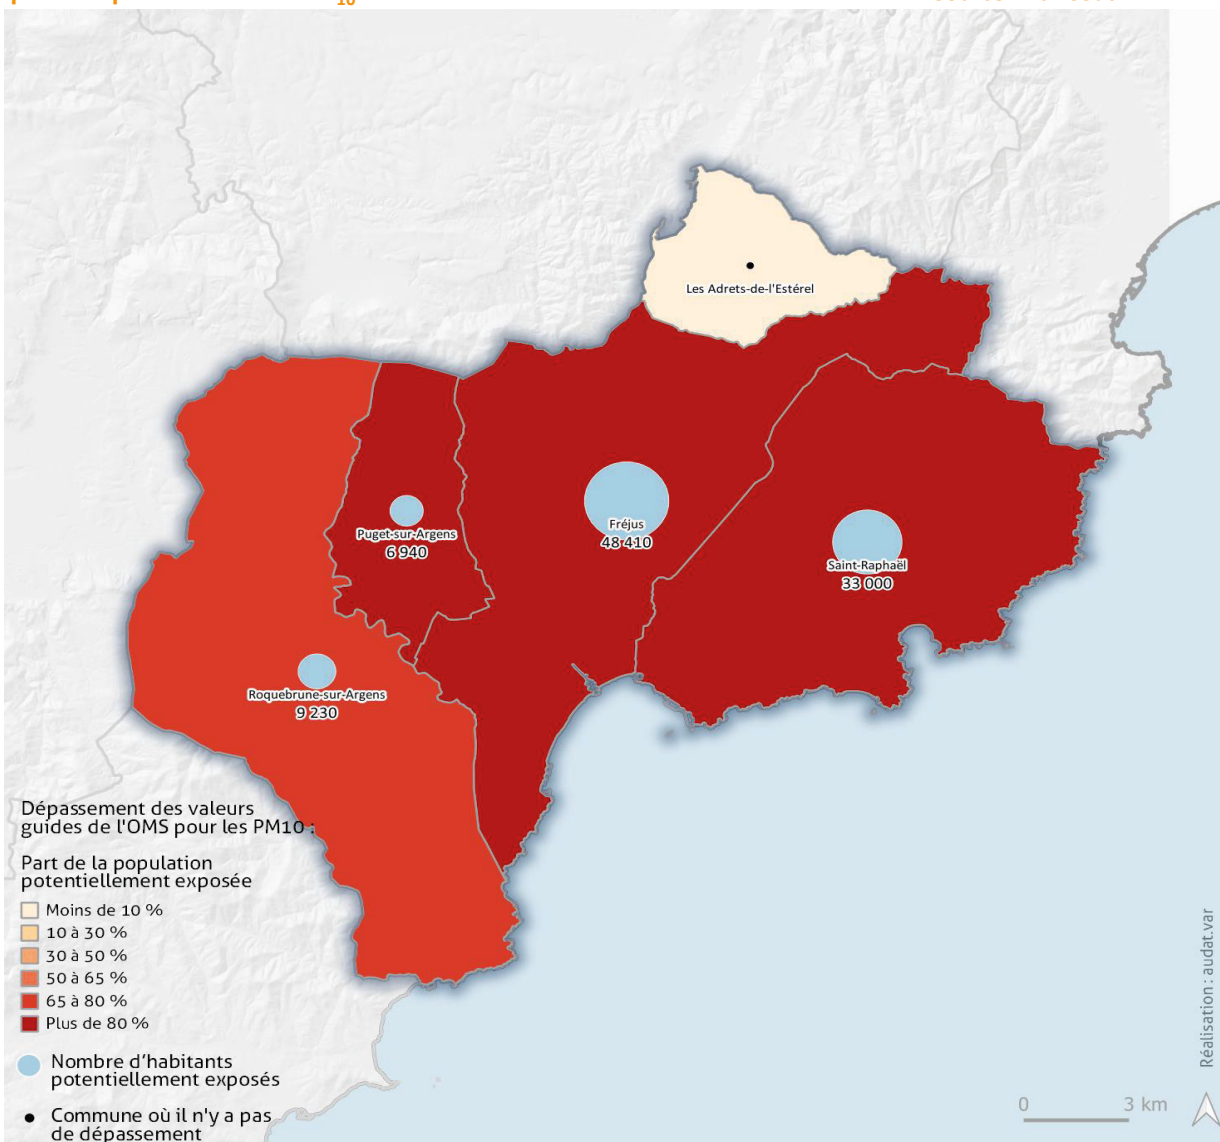 10
Les Adrets-de-l'Estérel
Fréjus
48 410
Puget-sur-Argens
6 940
Saint-Raphaël
33 000
Roquebrune-sur-Argens
9 230
Dépassement des valeurs
guides de l'OMS pour les PM10 :
Part de la population
potentiellement exposée
Moins de 10 %
10 à 30 %
30 à 50 %
50 à 65 %
65 à 80 %
Plus de 80 %
Nombre d'habitants
potentiellement exposés
Commune où il n'y a pas
de dépassement
0 3 km
Réalisation : audat.var